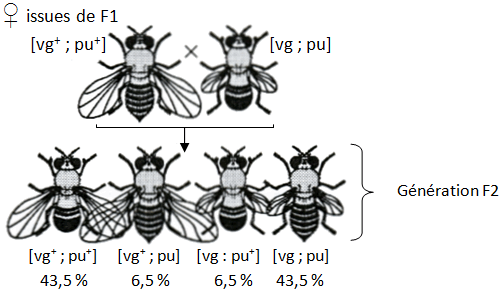 ♀ issues de F1
[vg⁺ ; pu⁺] × [vg ; pu]
Génération F2
[vg⁺ ; pu⁺] [vg⁺ ; pu] [vg : pu⁺] [vg ; pu]
43,5 % 6,5 % 6,5 % 43,5 %